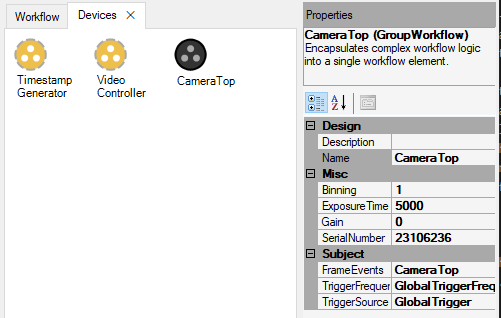 Workflow
Devices
Timestamp
Generator
Video
Controller
CameraTop
Properties
CameraTop (GroupWorkflow)
Encapsulates complex workflow logic
into a single workflow element.
Design
Description
Name CameraTop
Misc
Binning 1
ExposureTime 5000
Gain 0
SerialNumber 23106236
Subject
FrameEvents CameraTop
TriggerFrequer GlobalTriggerFreq
TriggerSource GlobalTrigger